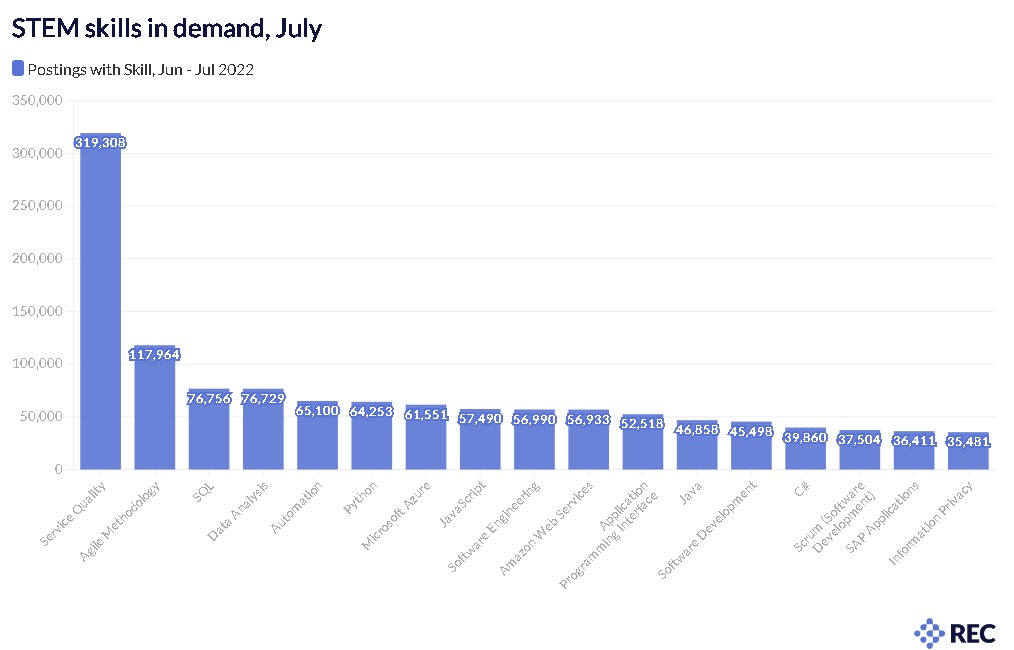 STEM skills in demand, July
Postings with Skill, Jun - Jul 2022
350,000
300,000
250,000
200,000
150,000
100,000
50,000
0
319,308
117,964
76,756
76,729
65,100
64,253
61,551
57,490
56,990
56,933
52,518
46,858
45,498
39,860
37,504
36,411
35,481
Service Quality
Agile Methodology
SQL
Data Analysis
Automation
Python
Microsoft Azure
JavaScript
Software Engineering
Amazon Web Services
Application
Programming Interface
Java
Software Development
C#
Scrum (Software
Development)
SAP Applications
Information Privacy
REC